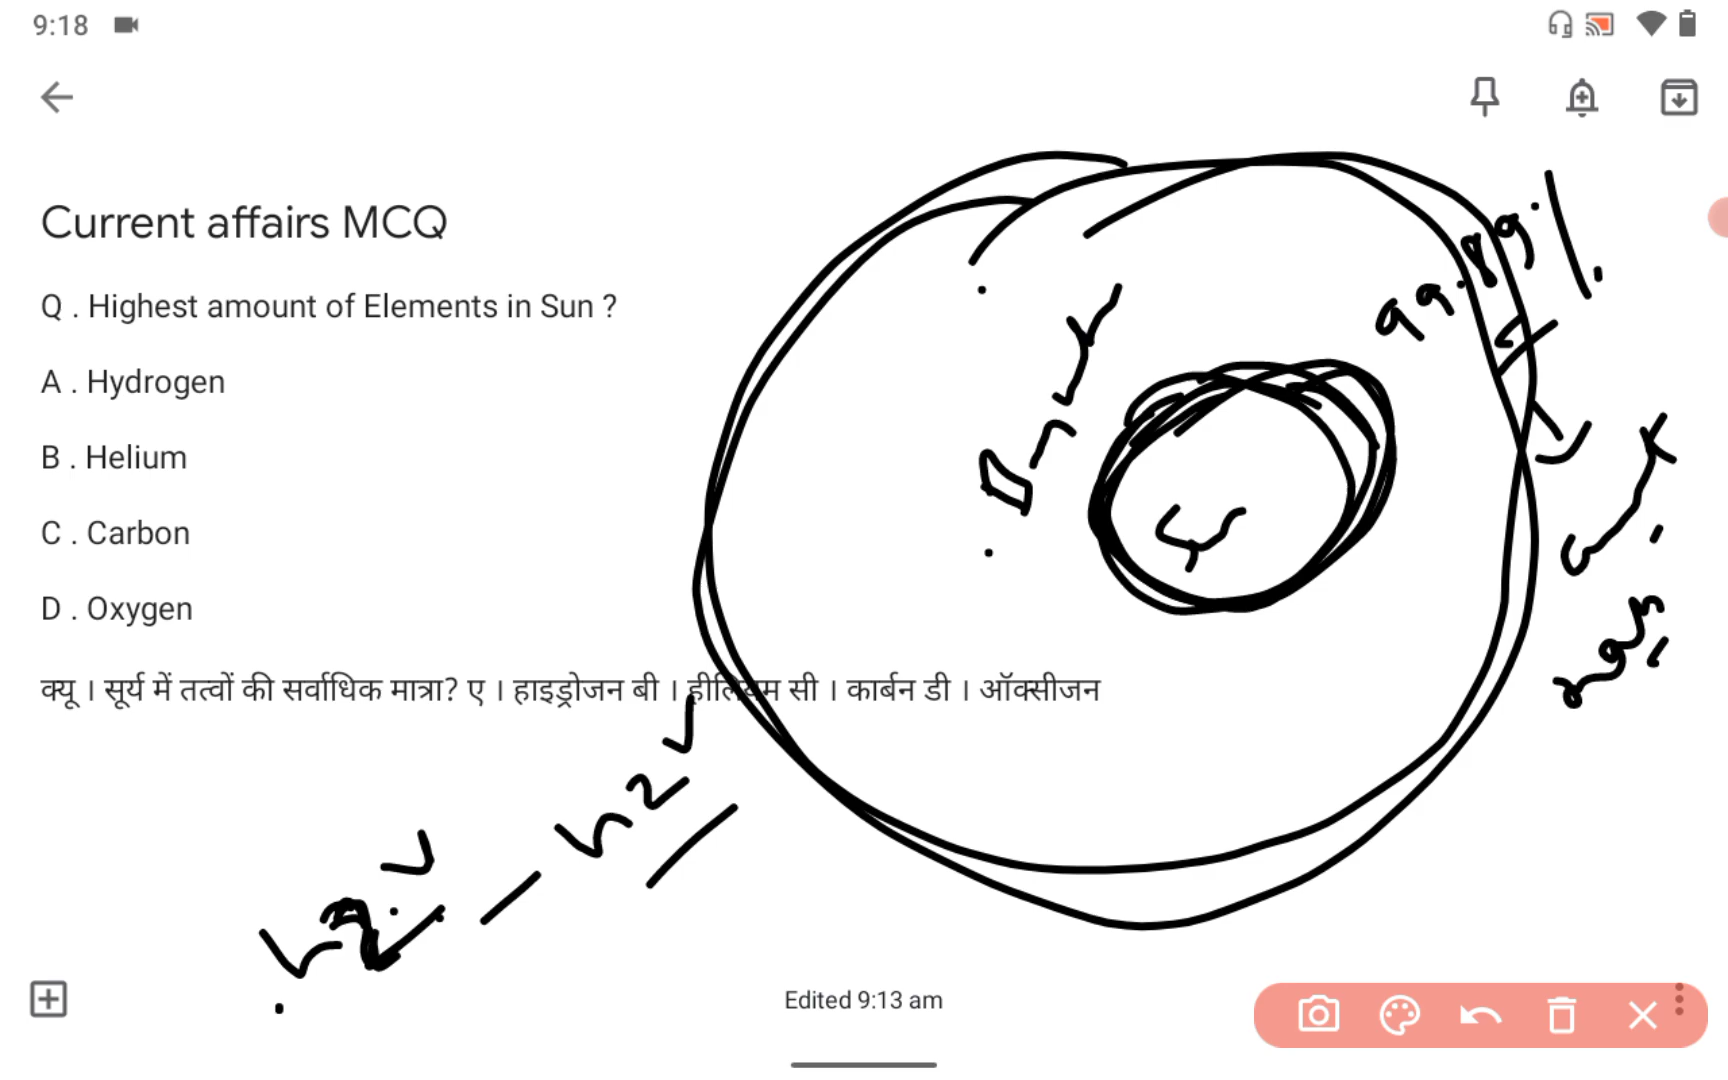 9:18
Current affairs MCQ
Q . Highest amount of Elements in Sun ?
A . Hydrogen
B . Helium
C . Carbon
D . Oxygen
क्यू । सूर्य में तत्वों की सर्वाधिक मात्रा? ए । हाइड्रोजन बी । हीलियम सी । कार्बन डी । ऑक्सीजन
99.89%
Edited 9:13 am